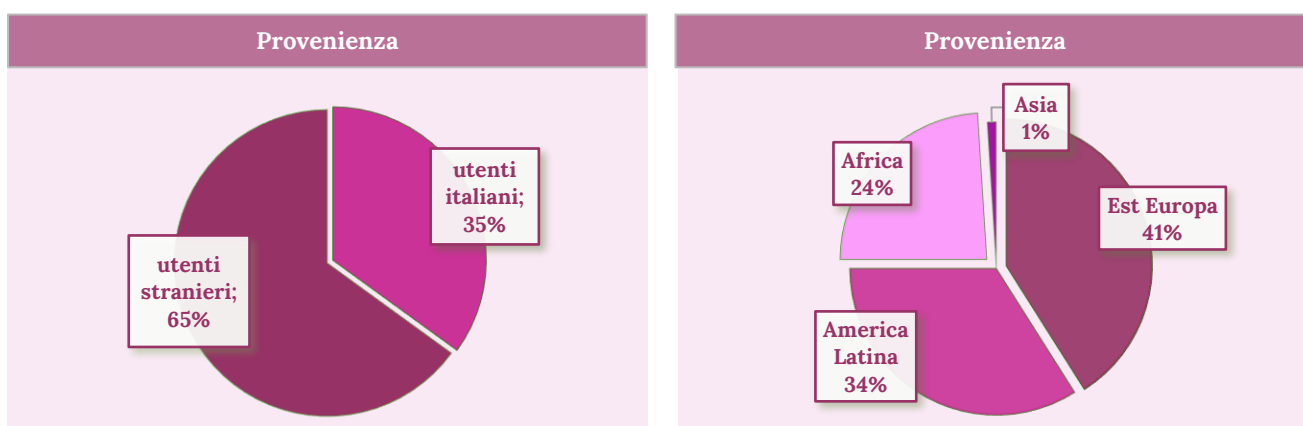 Provenienza
utenti
italiani;
35%
utenti
stranieri;
65%
Provenienza
Asia
1%
Africa
24%
Est Europa
41%
America
Latina
34%